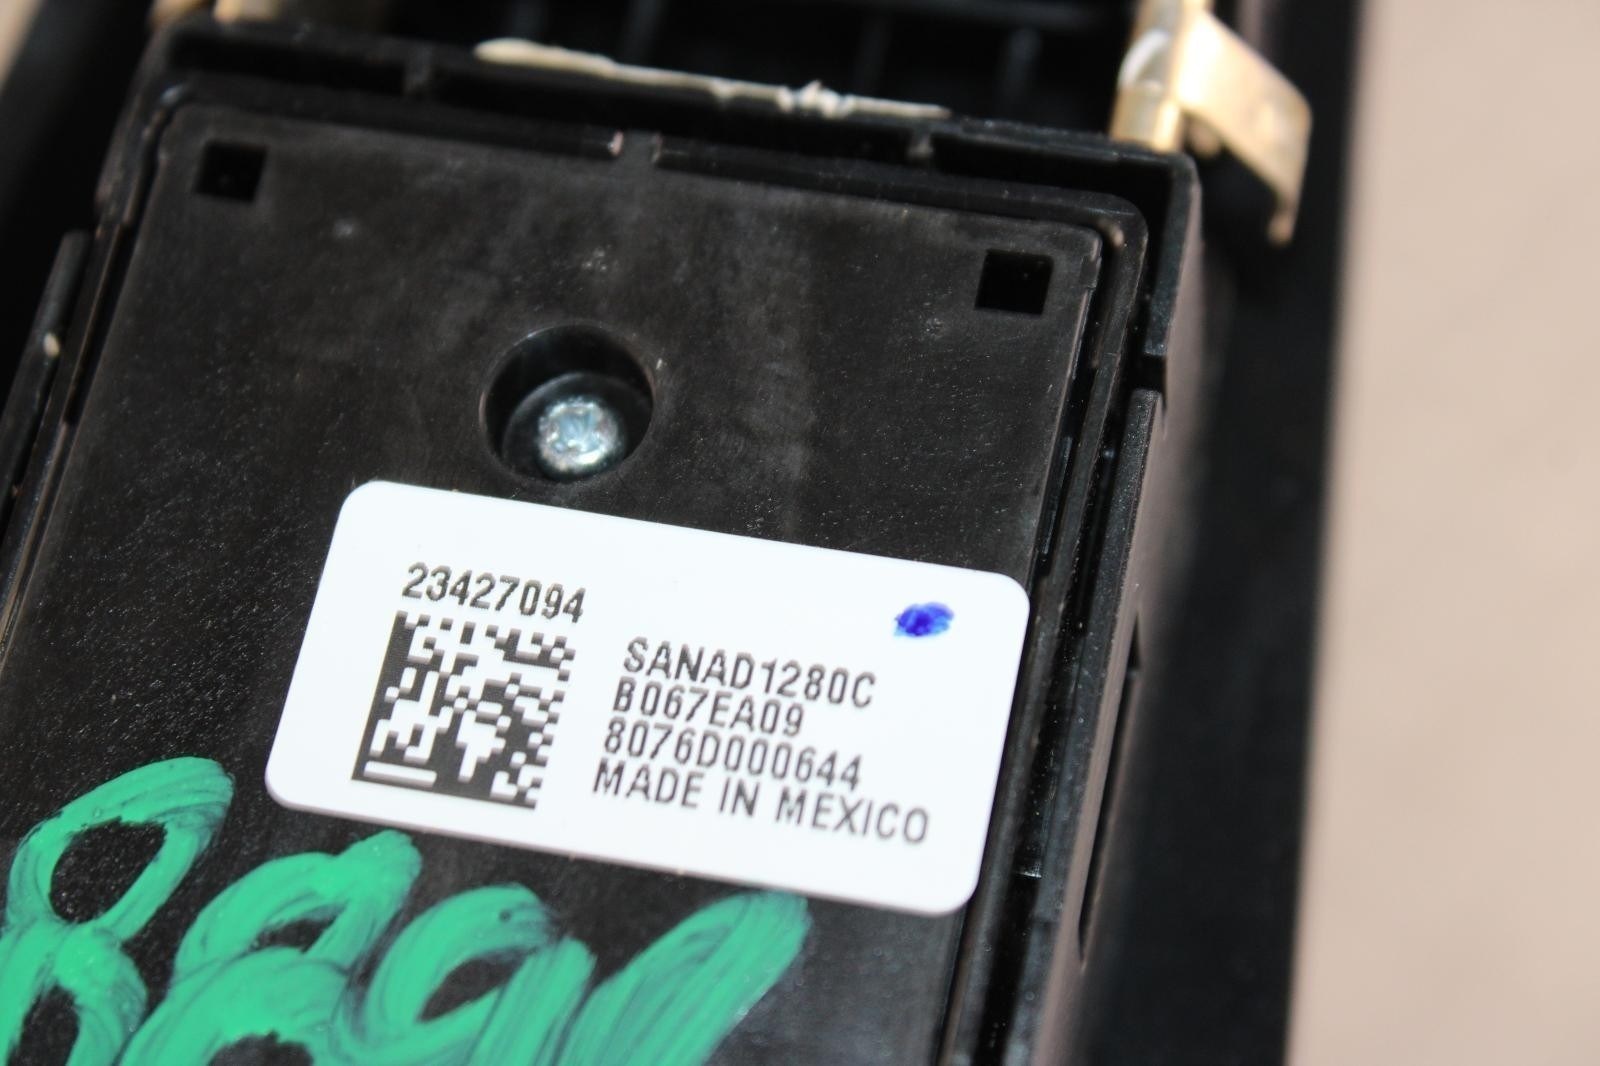 23427094
SANAD1280C
B067EA09
8076D000644
MADE IN MEXICO